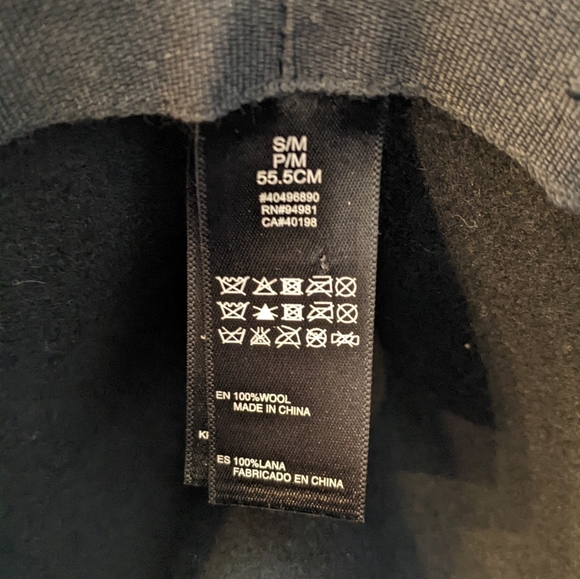 S/M
P/M
55.5CM
#40496890
RN#94981
CA#40198
EN 100%WOOL
MADE IN CHINA
ES 100%LANA
FABRICADO EN CHINA